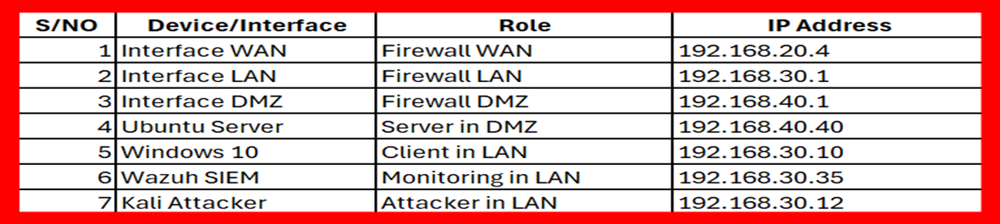 S/NO Device/Interface Role IP Address
1 Interface WAN Firewall WAN 192.168.20.4
2 Interface LAN Firewall LAN 192.168.30.1
3 Interface DMZ Firewall DMZ 192.168.40.1
4 Ubuntu Server Server in DMZ 192.168.40.40
5 Windows 10 Client in LAN 192.168.30.10
6 Wazuh SIEM Monitoring in LAN 192.168.30.35
7 Kali Attacker Attacker in LAN 192.168.30.12